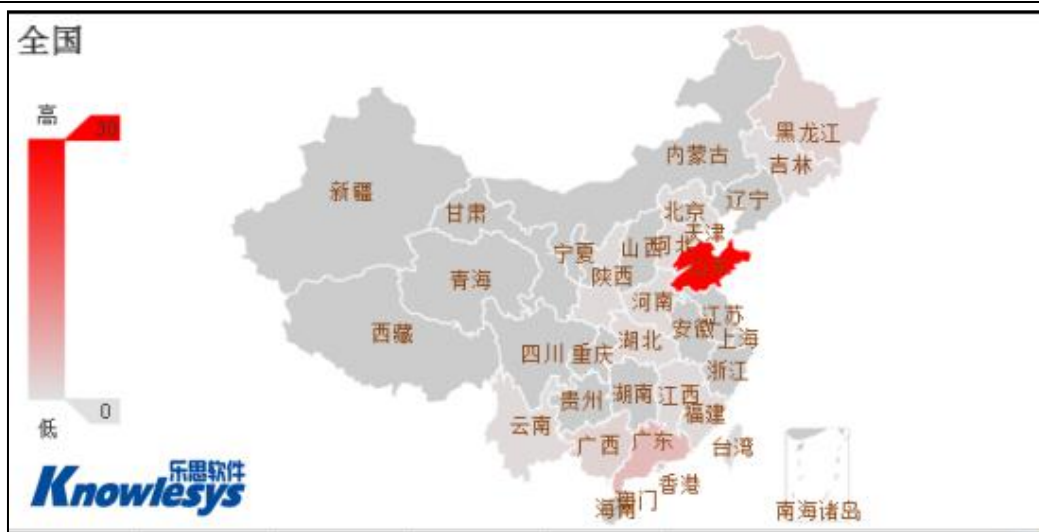 全国
高
30
0
低
黑龙江
吉林
内蒙古
辽宁
新疆
甘肃
北京
天津
宁夏
山西
河北
陕西
青海
河南
江苏
安徽
上海
西藏
四川
重庆
湖北
浙江
贵州
湖南
江西
云南
福建
广西
广东
台湾
香港
澳门
海南
南海诸岛
Knowlesys
乐思软件